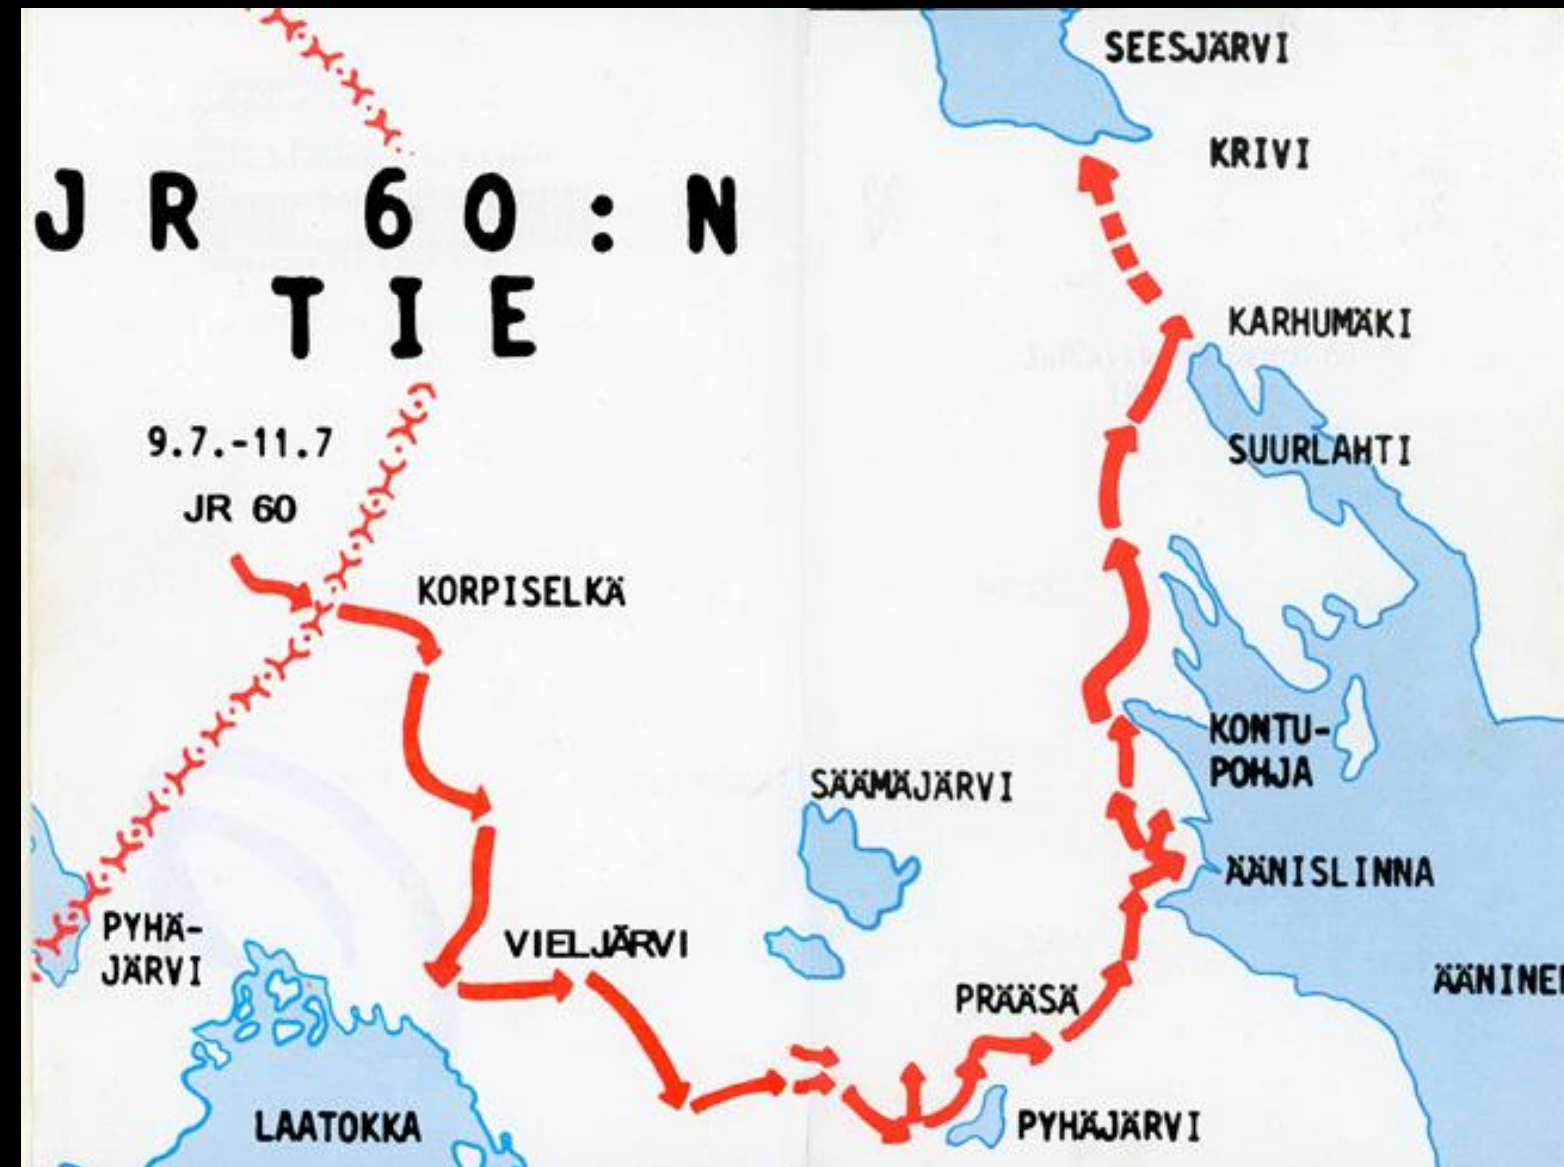 SEESJÄRVI
KRIVI
JR 60:N
TIE
KARHUMÄKI
9.7.-11.7
SUURLAHTI
JR 60
KORPISELKÄ
KONTU-
POHJA
SÄÄMÄJÄRVI
ÄÄNISLINNA
PYHÄ-
JÄRVI
VIELJÄRVI
ÄÄNINE
PRÄÄSÄ
LAATOKKA
PYHÄJÄRVI